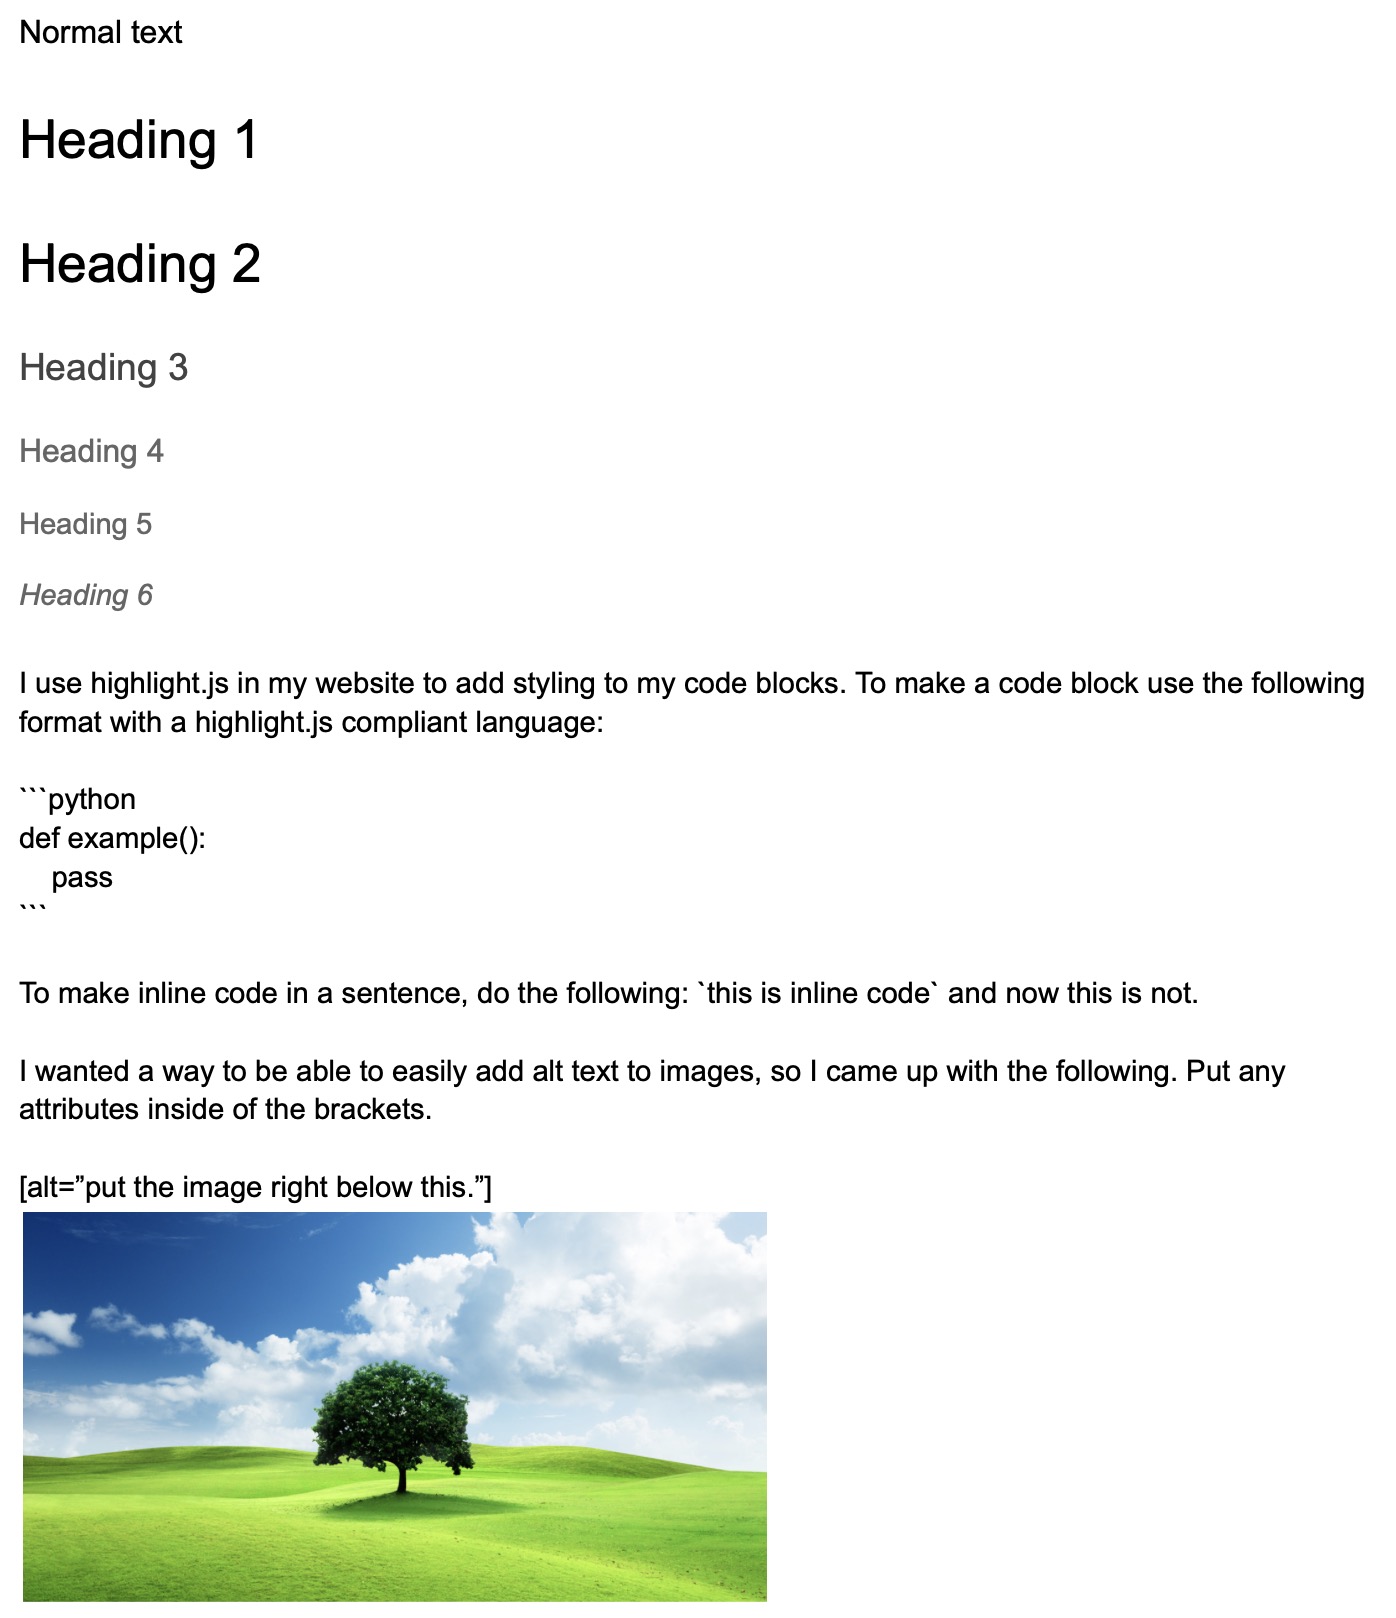 Normal text
Heading 1
Heading 2
Heading 3
Heading 4
Heading 5
Heading 6
I use highlight.js in my website to add styling to my code blocks. To make a code block use the following
format with a highlight.js compliant language:
```python
def example():
    pass
```
To make inline code in a sentence, do the following: `this is inline code` and now this is not.
I wanted a way to be able to easily add alt text to images, so I came up with the following. Put any
attributes inside of the brackets.
[alt=”put the image right below this.”]